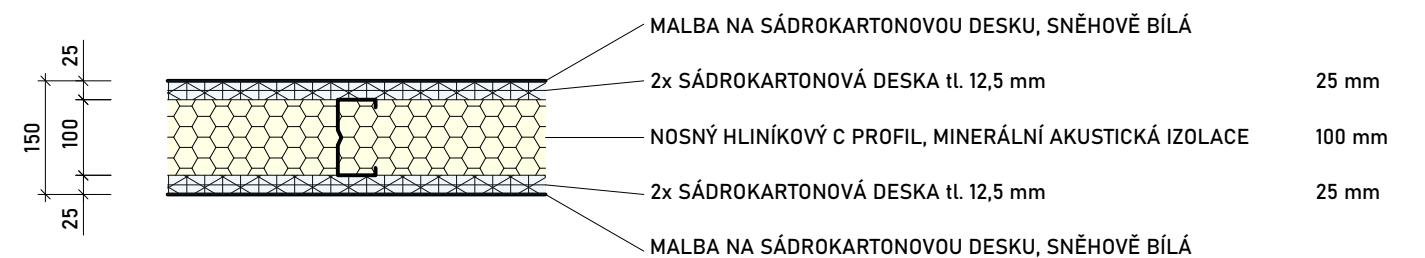 MALBA NA SÁDROKARTONOVOU DESKU, SNĚHOVĚ BÍLÁ
2x SÁDROKARTONOVÁ DESKA tl. 12,5 mm 25 mm
NOSNÝ HLINÍKOVÝ C PROFIL, MINERÁLNÍ AKUSTICKÁ IZOLACE 100 mm
2x SÁDROKARTONOVÁ DESKA tl. 12,5 mm 25 mm
MALBA NA SÁDROKARTONOVOU DESKU, SNĚHOVĚ BÍLÁ
150
25
100
25